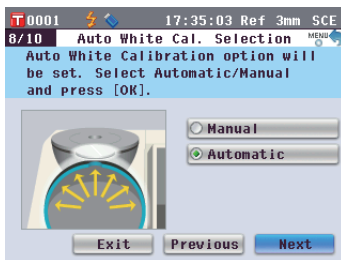 T0001 17:35:03 Ref 3mm SCE
8/10 Auto White Cal. Selection MENU
Auto White Calibration option will
be set. Select Automatic/Manual
and press [OK].
Manual
Automatic
Exit Previous Next